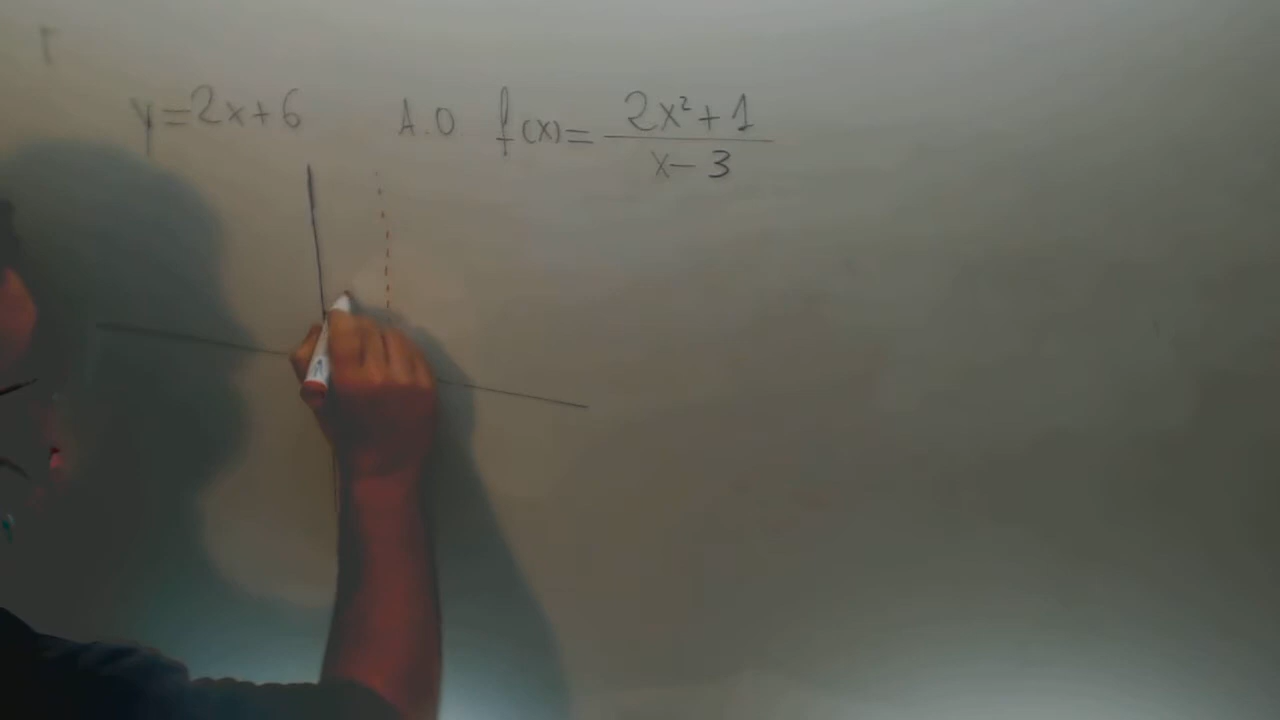 y=2x+6 A.O f(x)= 2x²+1
x-3